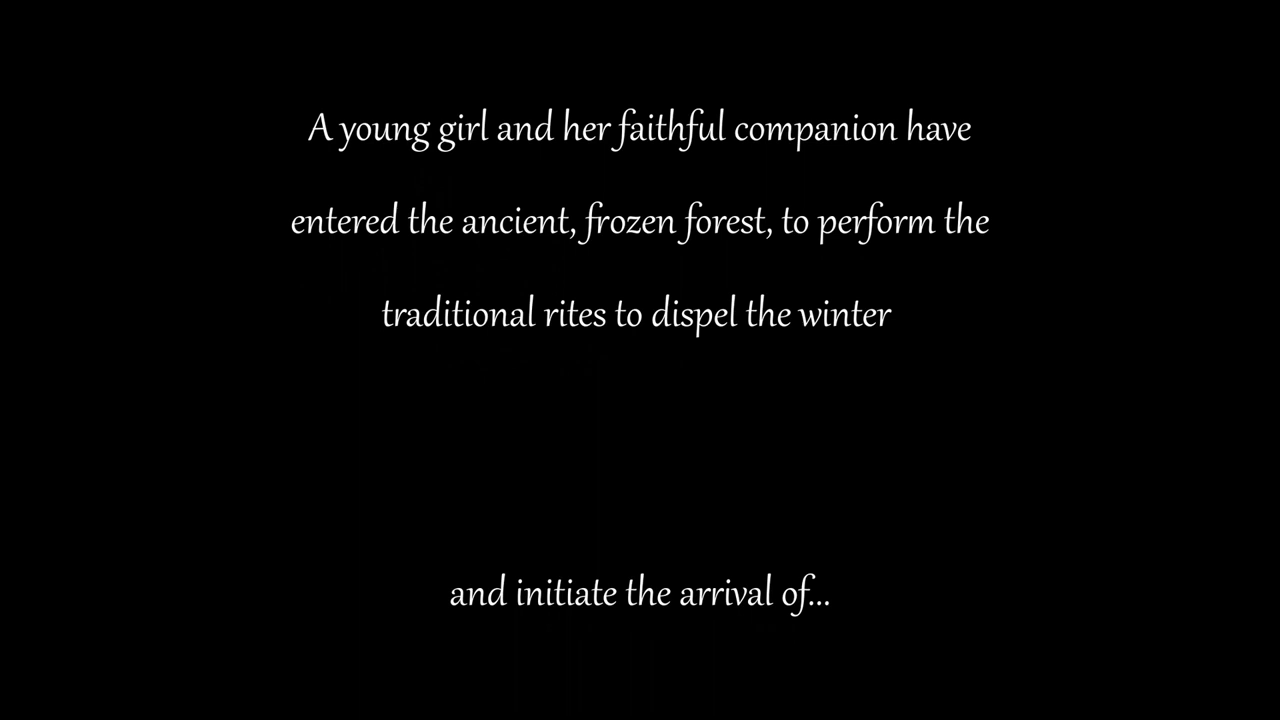 A young girl and her faithful companion have
entered the ancient, frozen forest, to perform the
traditional rites to dispel the winter
and initiate the arrival of...